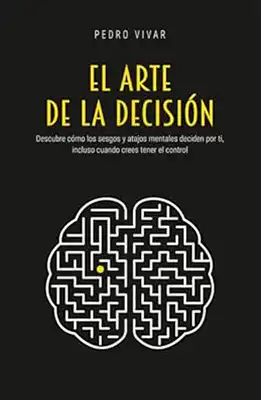 PEDRO VIVAR
EL ARTE
DE LA DECISIÓN
Descubre cómo los sesgos y atajos mentales deciden por ti,
incluso cuando crees tener el control